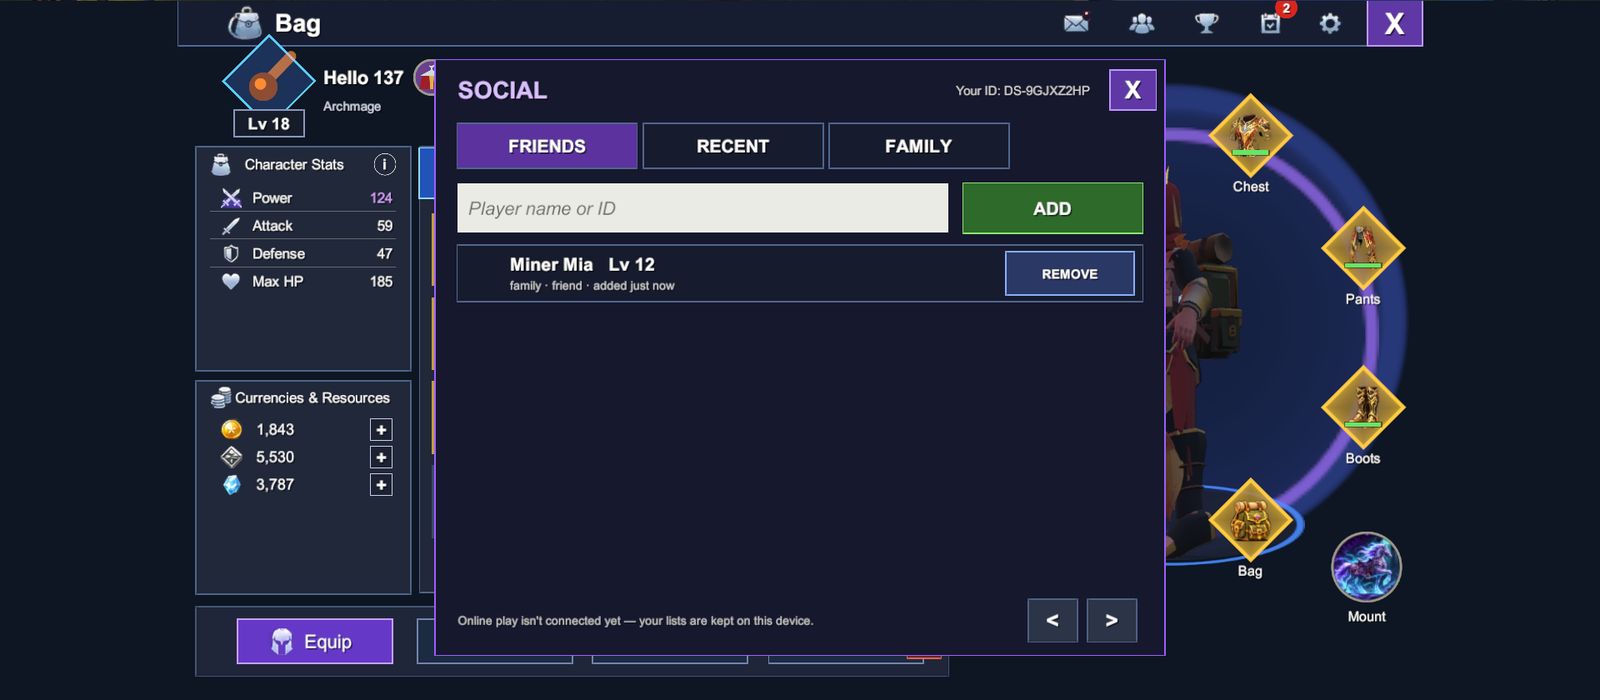 Bag
2
X
Hello 137
Archmage
Lv 18
Character Stats
i
Power 124
Attack 59
Defense 47
Max HP 185
Currencies & Resources
1,843 +
5,530 +
3,787 +
Equip
SOCIAL
Your ID: DS-9GJXZ2HP
X
FRIENDS
RECENT
FAMILY
Player name or ID
ADD
Miner Mia Lv 12
family · friend · added just now
REMOVE
Online play isn't connected yet — your lists are kept on this device.
<
>
Chest
Pants
Boots
Bag
Mount